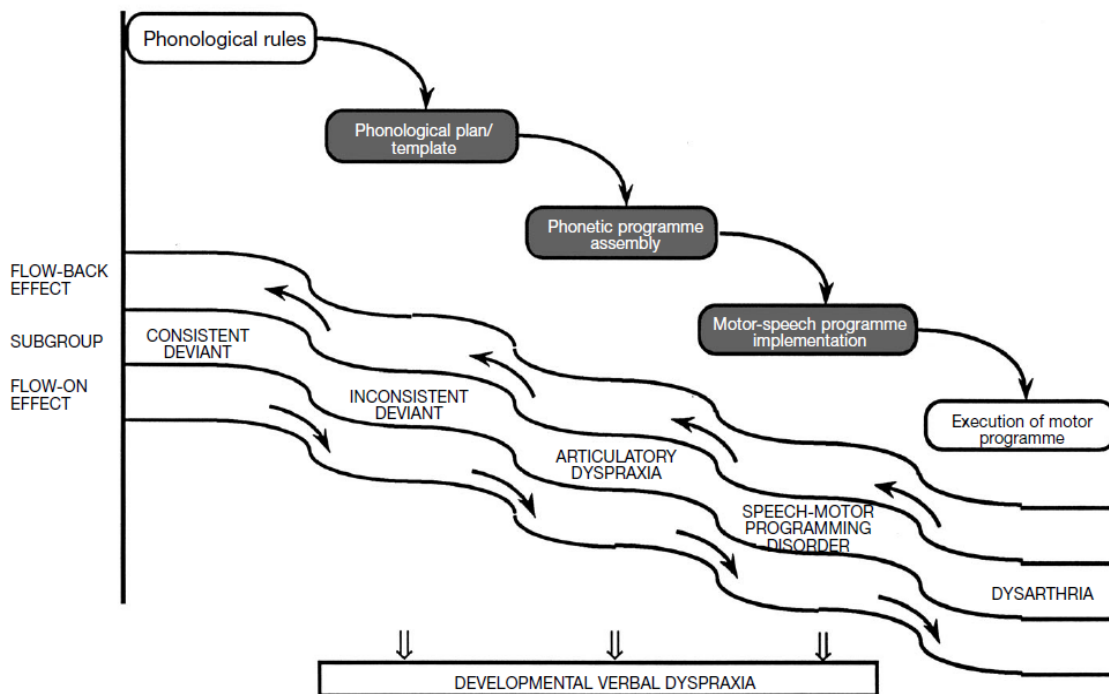 Phonological rules
Phonological plan/
template
Phonetic programme
assembly
Motor-speech programme
implementation
Execution of motor
programme
FLOW-BACK
EFFECT
SUBGROUP
FLOW-ON
EFFECT
CONSISTENT
DEVIANT
INCONSISTENT
DEVIANT
ARTICULATORY
DYSPRAXIA
SPEECH-MOTOR
PROGRAMMING
DISORDER
DYSARTHRIA
DEVELOPMENTAL VERBAL DYSPRAXIA